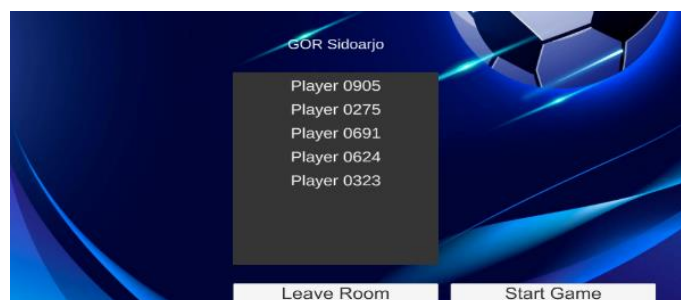 GOR Sidoarjo
Player 0905
Player 0275
Player 0691
Player 0624
Player 0323
Leave Room
Start Game